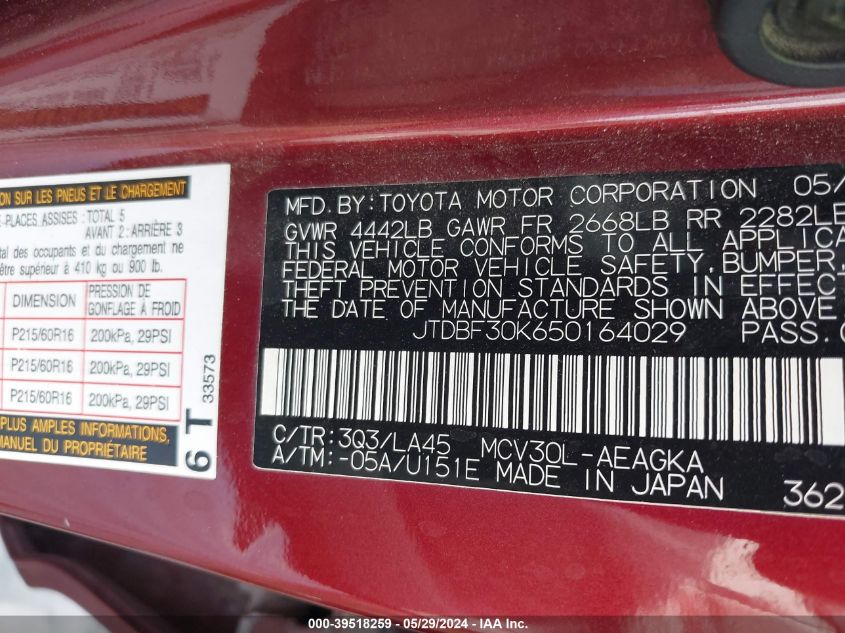 ION SUR LES PNEUS ET LE CHARGEMENT
E-PLACES ASSISES : TOTAL 5
AVANT 2: ARRIÈRE 3
tal des occupants et du chargement ne
être supérieur à 410 kg ou 900 lb.
DIMENSION PRESSION DE GONFLAGE À FROID
P215/60R16 200kPa, 29PSI
P215/60R16 200kPa, 29PSI
P215/60R16 200kPa, 29PSI
PLUS AMPLES INFORMATIONS,
MANUEL DU PROPRIÉTAIRE
6 T
33573
MFD. BY: TOYOTA MOTOR CORPORATION 05/
GVWR 4442LB GAWR FR 2668LB RR 2282LB
THIS VEHICLE CONFORMS TO ALL APPLICA
FEDERAL MOTOR VEHICLE SAFETY, BUMPER,
THEFT PREVENTION STANDARDS IN EFFECT
THE DATE OF MANUFACTURE SHOWN ABOVE
JTDBF30K650164029 PASS.C
C/TR: 3Q3/LA45 MCV30L-AEAGKA
A/TM: -05A/U151E MADE IN JAPAN 362
000-39518259 - 05/29/2024 - IAA Inc.